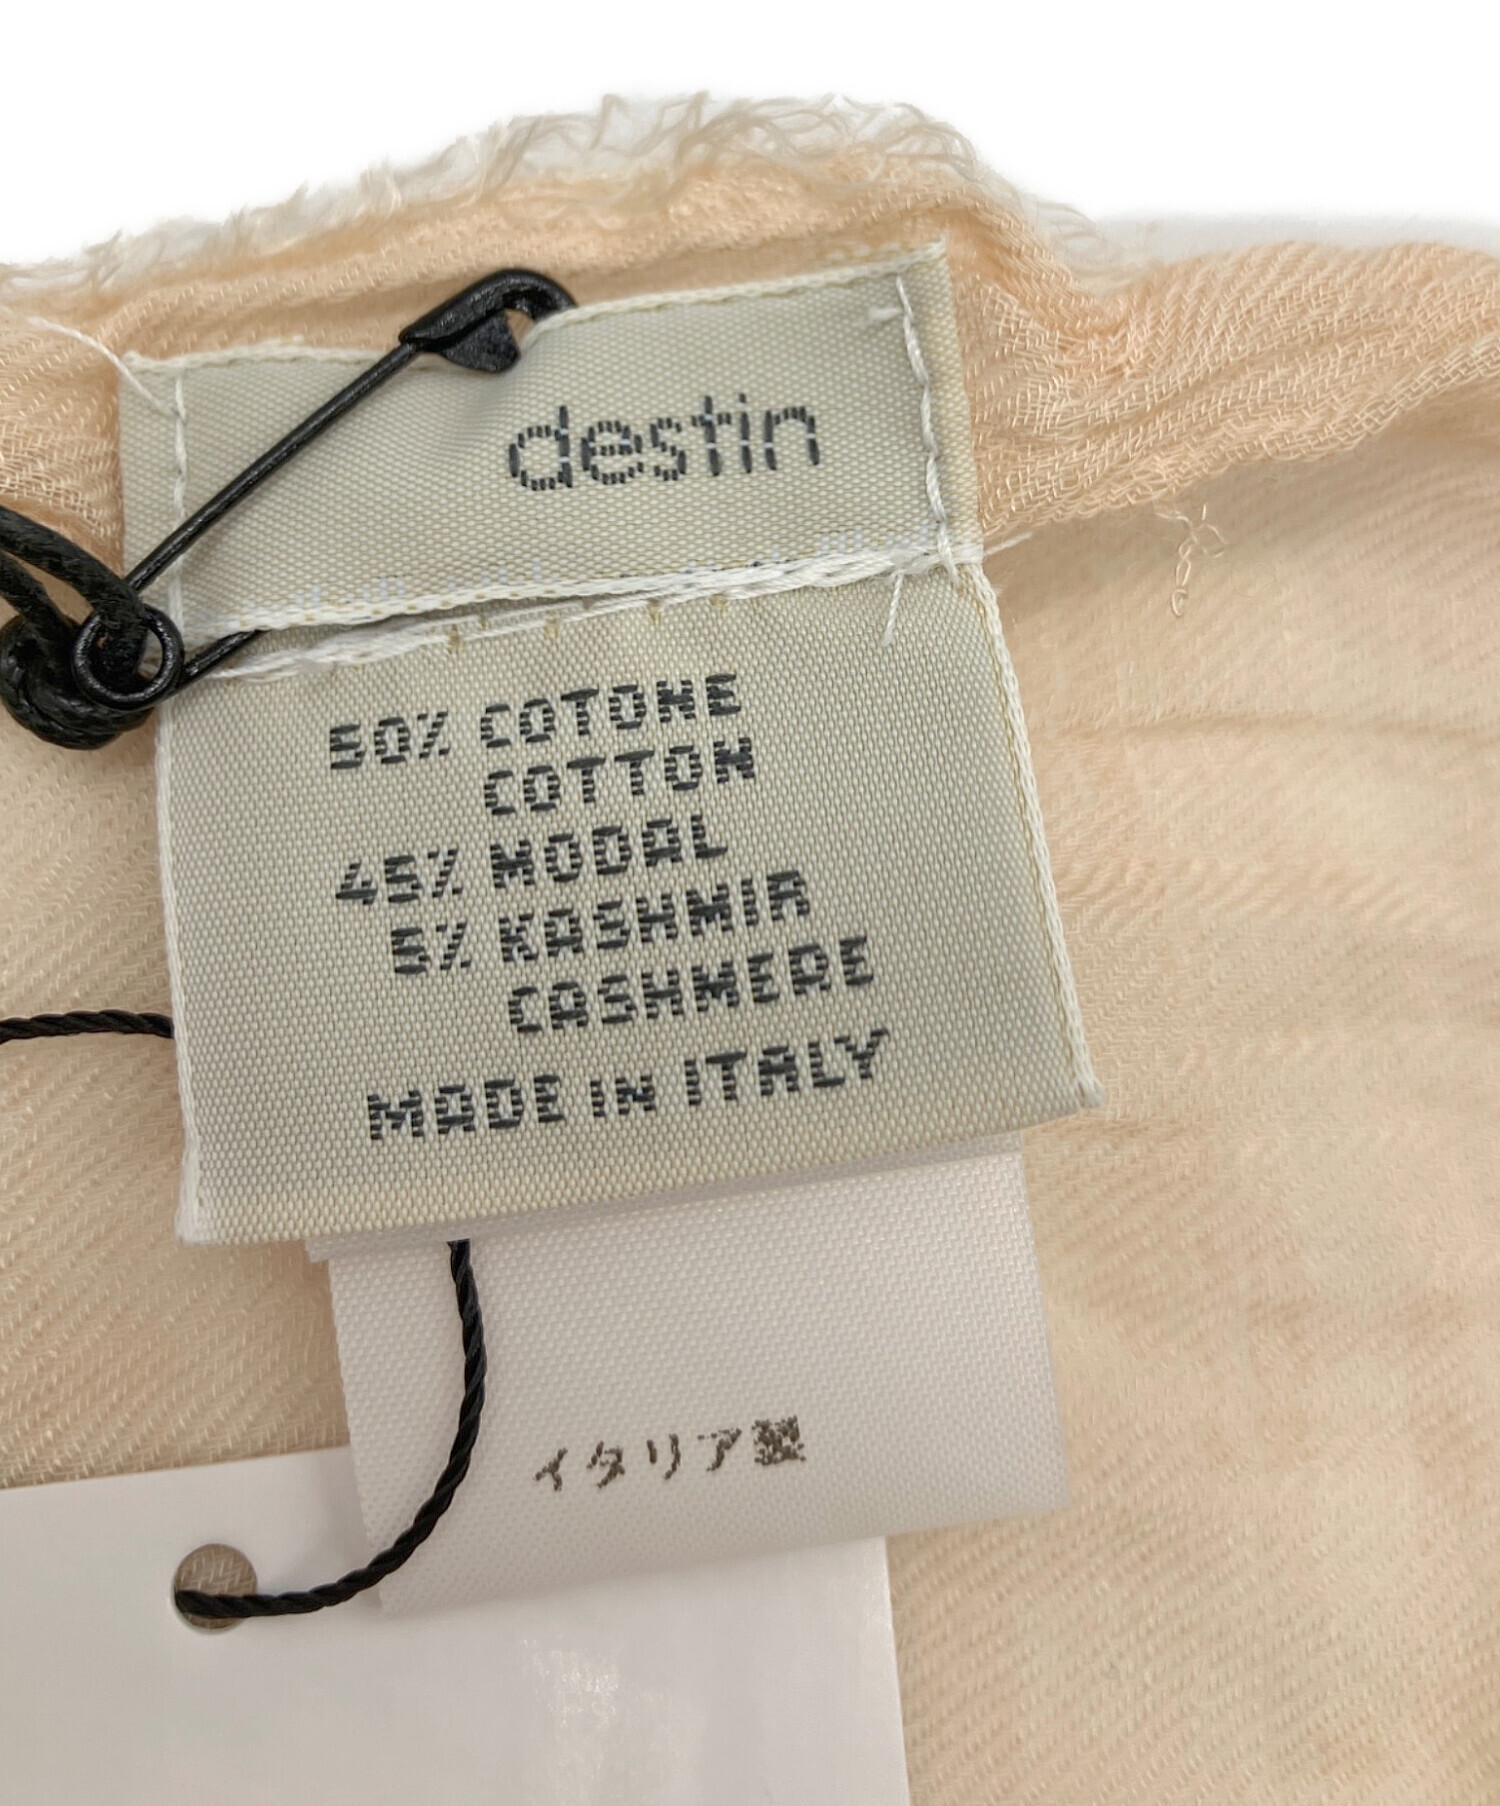 destin
50% COTONE
COTTON
45% MODAL
5% KASHMIR
CASHMERE
MADE IN ITALY
イタリア製